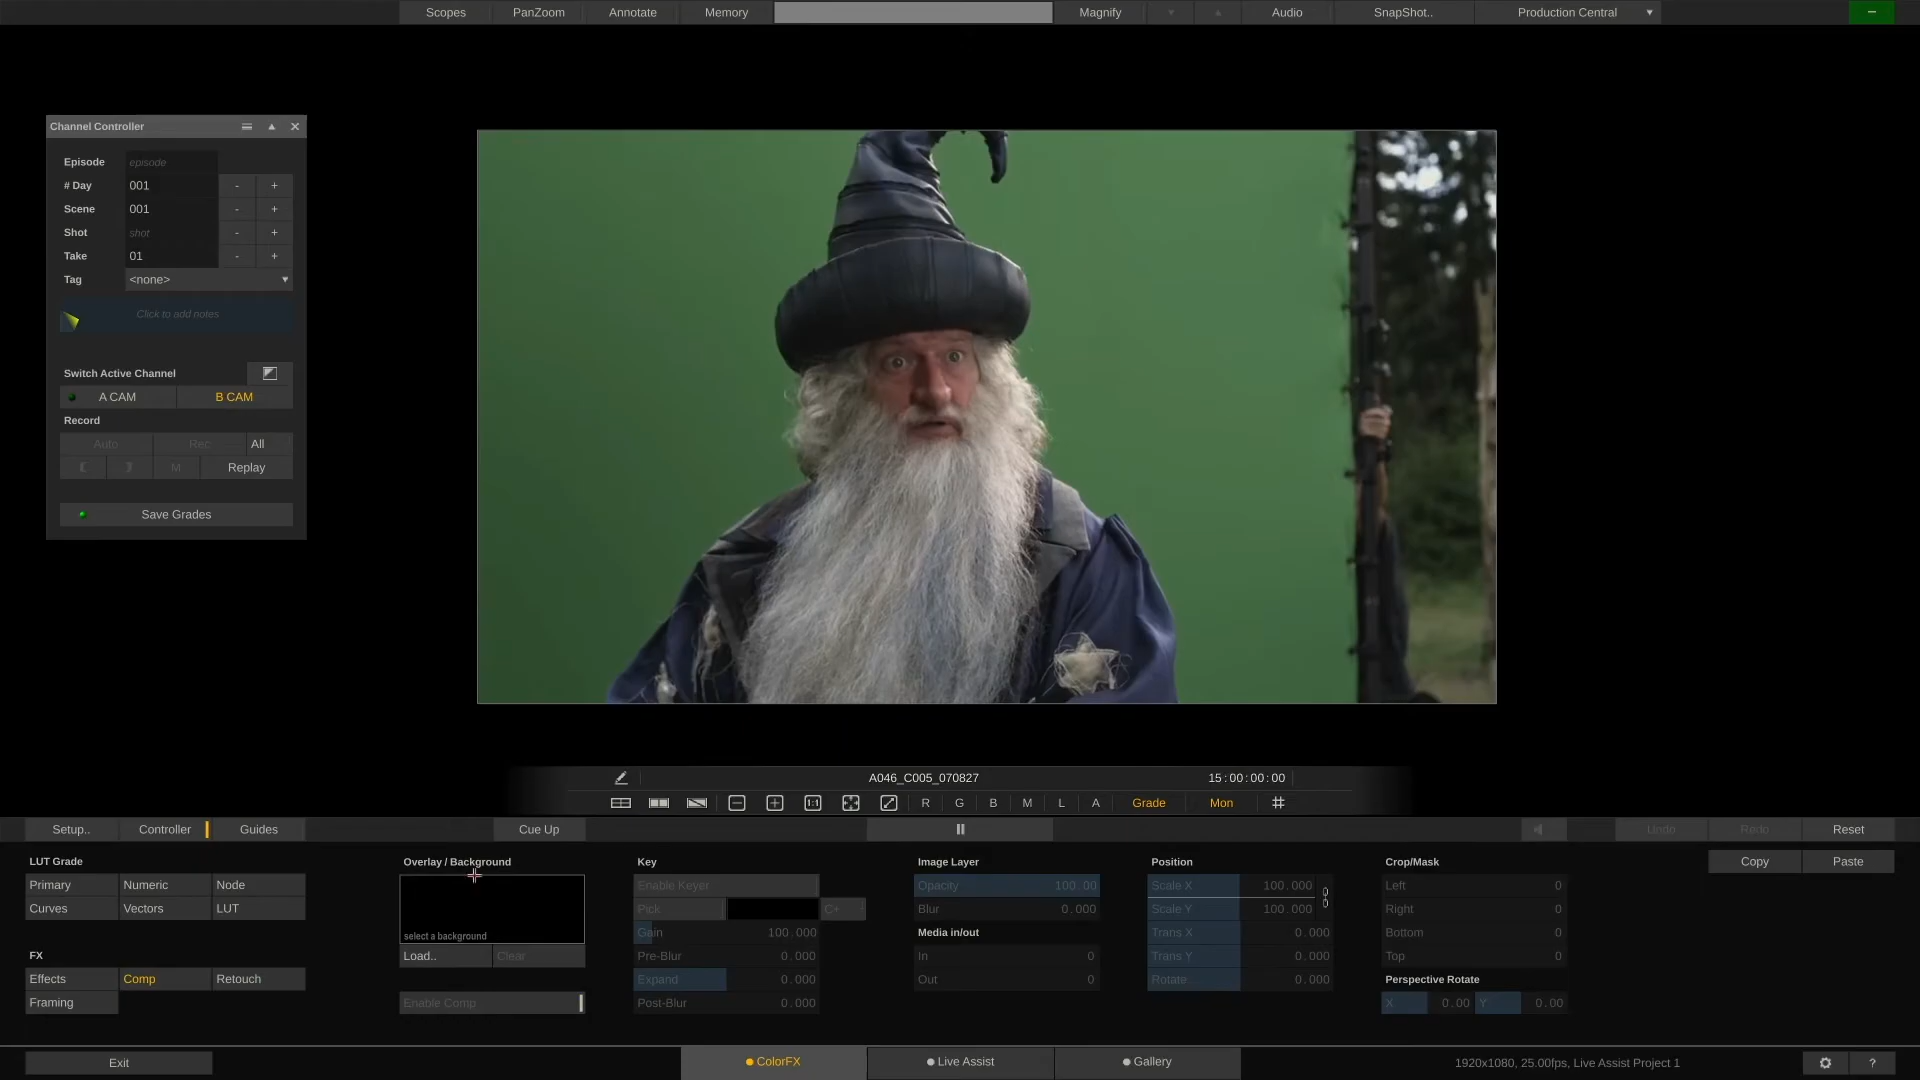 Scopes PanZoom Annotate Memory Magnify Audio SnapShot.. Production Central
Channel Controller
Episode episode
# Day 001 - +
Scene 001 - +
Shot shot - +
Take 01 - +
Tag <none>
Click to add notes
Switch Active Channel
A CAM B CAM
Record
Auto Rec All
M Replay
Save Grades
A046_C005_070827 15:00:00:00
1:1 R G B M L A Grade Mon
Setup.. Controller Guides Cue Up Undo Redo Reset
LUT Grade Overlay / Background Key Image Layer Position Crop/Mask Copy Paste
Primary Numeric Node Enable Keyer Opacity 100.00 Scale X 100.000 Left 0
Curves Vectors LUT Pick C+ Blur 0.000 Scale Y 100.000 Right 0
select a background Gain 100.000 Media in/out Trans X 0.000 Bottom 0
FX Load.. Clear Pre-Blur 0.000 In 0 Trans Y 0.000 Top 0
Effects Comp Retouch Expand 0.000 Out 0 Rotate 0.000 Perspective Rotate
Framing Enable Comp Post-Blur 0.000 X 0.00 Y 0.00
Exit ColorFX Live Assist Gallery 1920x1080, 25.00fps, Live Assist Project 1 ?